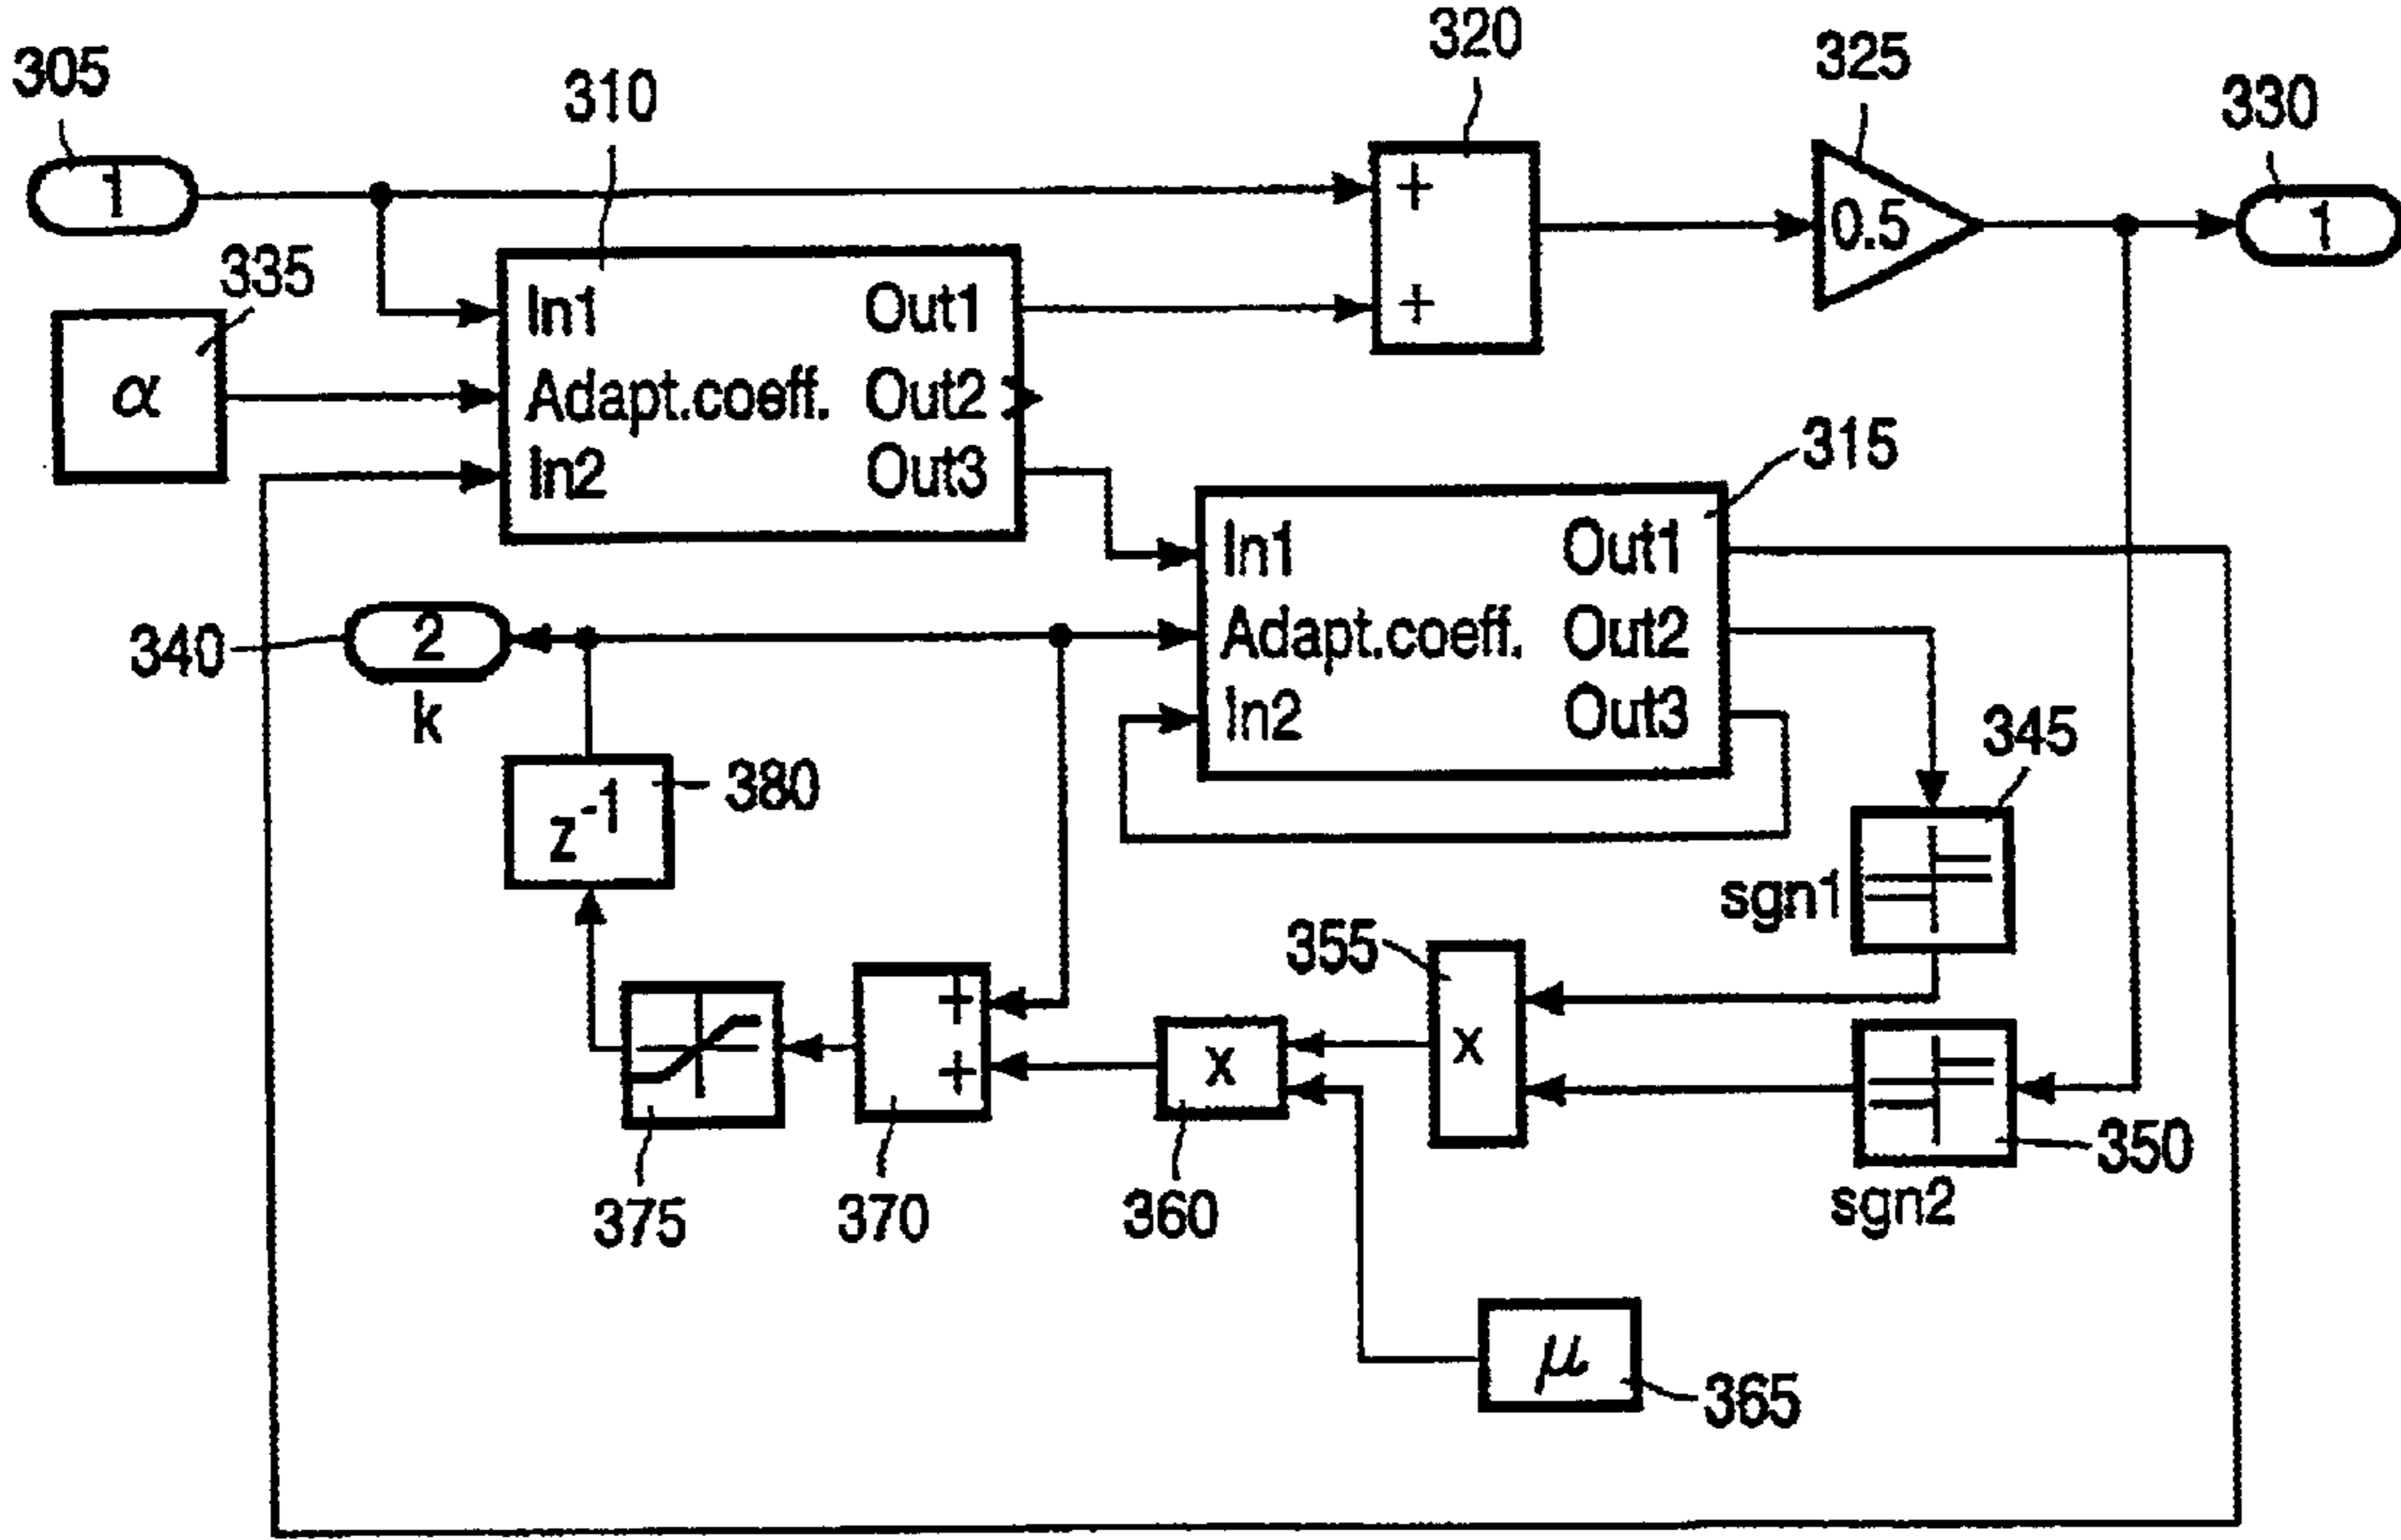 320
325
305
310
330
1
+
0.5
1
335
In1 Out1
+
α
Adapt.coeff. Out2
In2 Out3
315
In1 Out1
340
2
Adapt.coeff. Out2
k
In2 Out3
345
z-1
380
sgn1
355
+
x
x
+
350
375
370
360
sgn2
μ
365